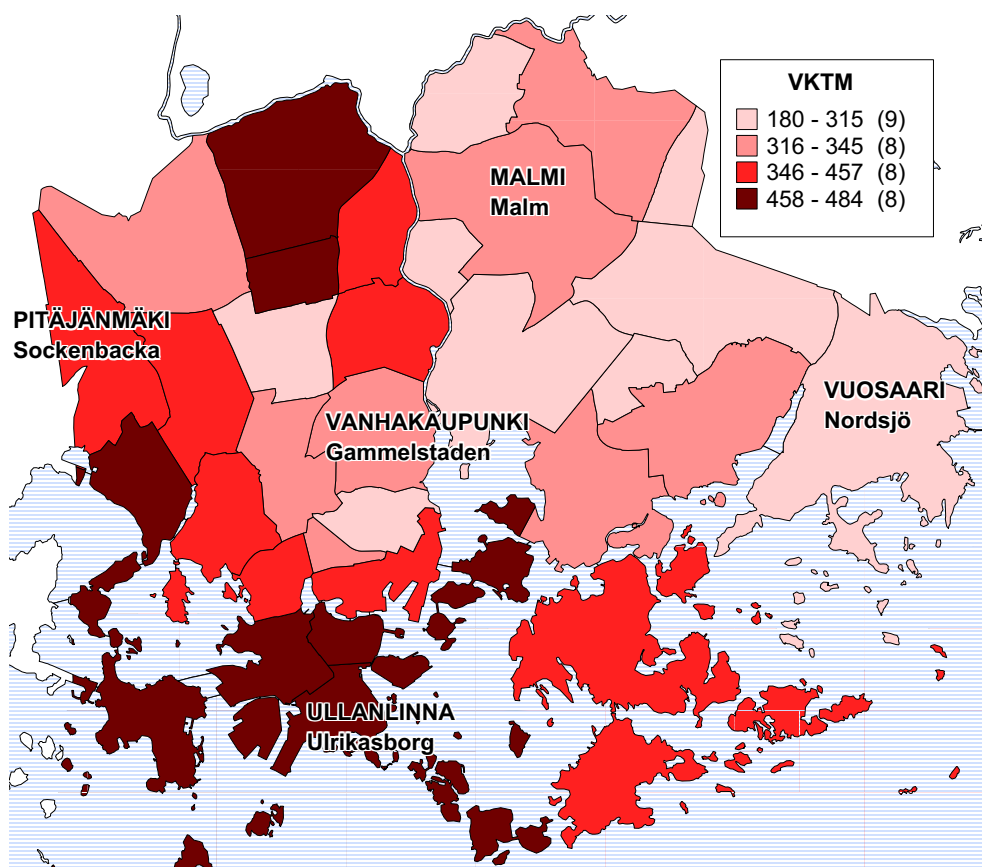 VKTM
180 - 315 (9)
316 - 345 (8)
346 - 457 (8)
458 - 484 (8)
MALMI
Malm
PITÄJÄNMÄKI
Sockenbacka
VUOSAARI
Nordsjö
VANHAKAUPUNKI
Gammelstaden
ULLANLINNA
Ulrikasborg